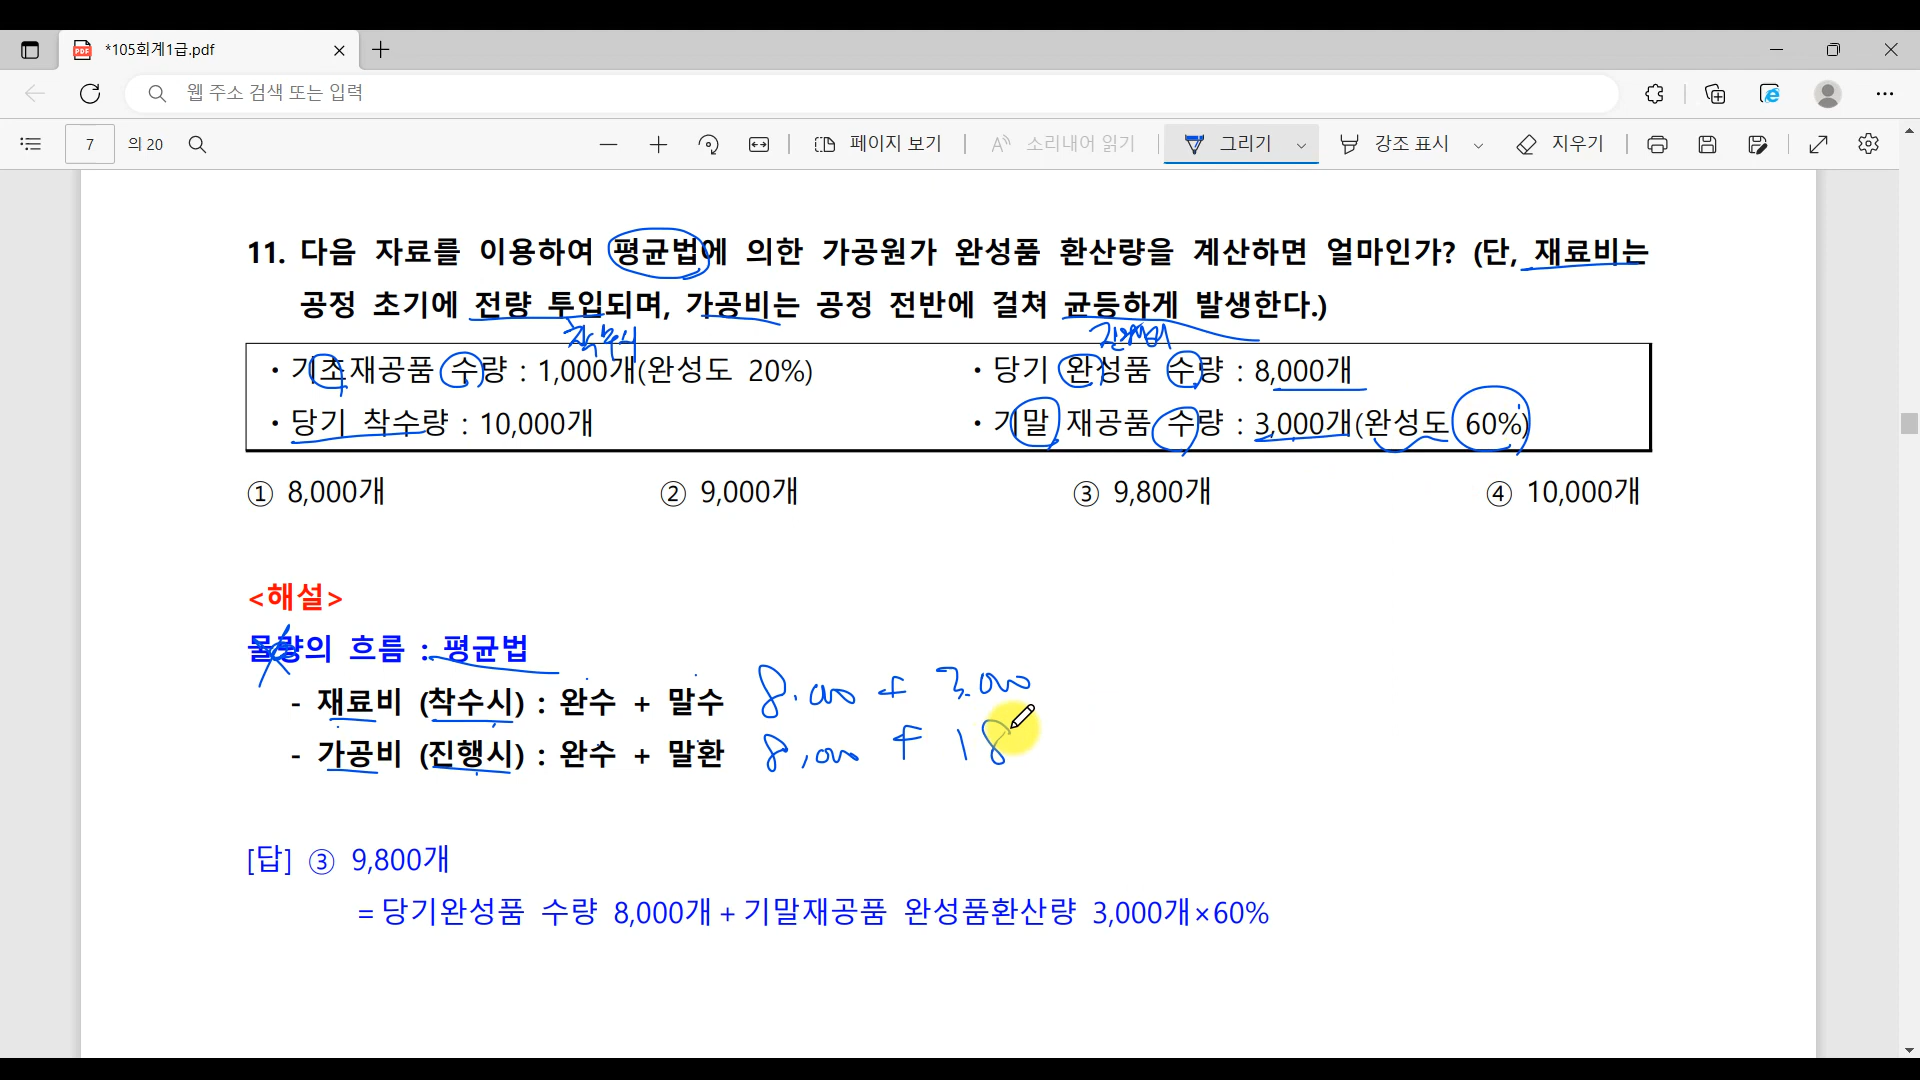 *105회계1급.pdf
웹 주소 검색 또는 입력
7 의 20 페이지 보기 소리내어 읽기 그리기 강조 표시 지우기
11. 다음 자료를 이용하여 평균법에 의한 가공원가 완성품 환산량을 계산하면 얼마인가? (단, 재료비는
공정 초기에 전량 투입되며, 가공비는 공정 전반에 걸쳐 균등하게 발생한다.)
· 기초재공품 수량 : 1,000개(완성도 20%) · 당기 완성품 수량 : 8,000개
· 당기 착수량 : 10,000개 · 기말 재공품 수량 : 3,000개(완성도 60%)
① 8,000개 ② 9,000개 ③ 9,800개 ④ 10,000개
<해설>
물량의 흐름 : 평균법
- 재료비 (착수시) : 완수 + 말수 8.000 + 3.000
- 가공비 (진행시) : 완수 + 말환 8,000 + 18
[답] ③ 9,800개
= 당기완성품 수량 8,000개 + 기말재공품 완성품환산량 3,000개×60%